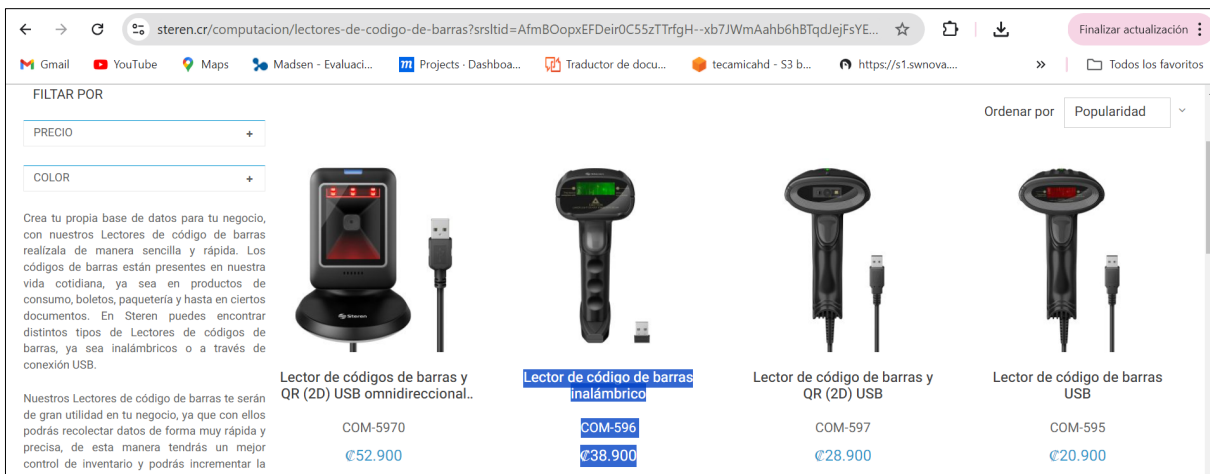 steren.cr/computacion/lectores-de-codigo-de-barras?srsltid=AfmBOopxEFDeir0C55zTTrfgH--xb7JWmAahb6hBTqdJejFsYE...
Finalizar actualización
Gmail
YouTube
Maps
Madsen - Evaluaci...
Projects - Dashboa...
Traductor de docu...
tecamicahd - S3 b...
https://s1.swnova....
»
Todos los favoritos
FILTAR POR
Ordenar por
Popularidad
PRECIO +
COLOR +
Crea tu propia base de datos para tu negocio,
con nuestros Lectores de código de barras
realízala de manera sencilla y rápida. Los
códigos de barras están presentes en nuestra
vida cotidiana, ya sea en productos de
consumo, boletos, paquetería y hasta en ciertos
documentos. En Steren puedes encontrar
distintos tipos de Lectores de códigos de
barras, ya sea inalámbricos o a través de
conexión USB.
Nuestros Lectores de código de barras te serán
de gran utilidad en tu negocio, ya que con ellos
podrás recolectar datos de forma muy rápida y
precisa, de esta manera tendrás un mejor
control de inventario y podrás incrementar la
Steren
Lector de códigos de barras y
QR (2D) USB omnidireccional..
COM-5970
₡52.900
Lector de código de barras
inalámbrico
COM-596
₡38.900
Lector de código de barras y
QR (2D) USB
COM-597
₡28.900
Lector de código de barras
USB
COM-595
₡20.900